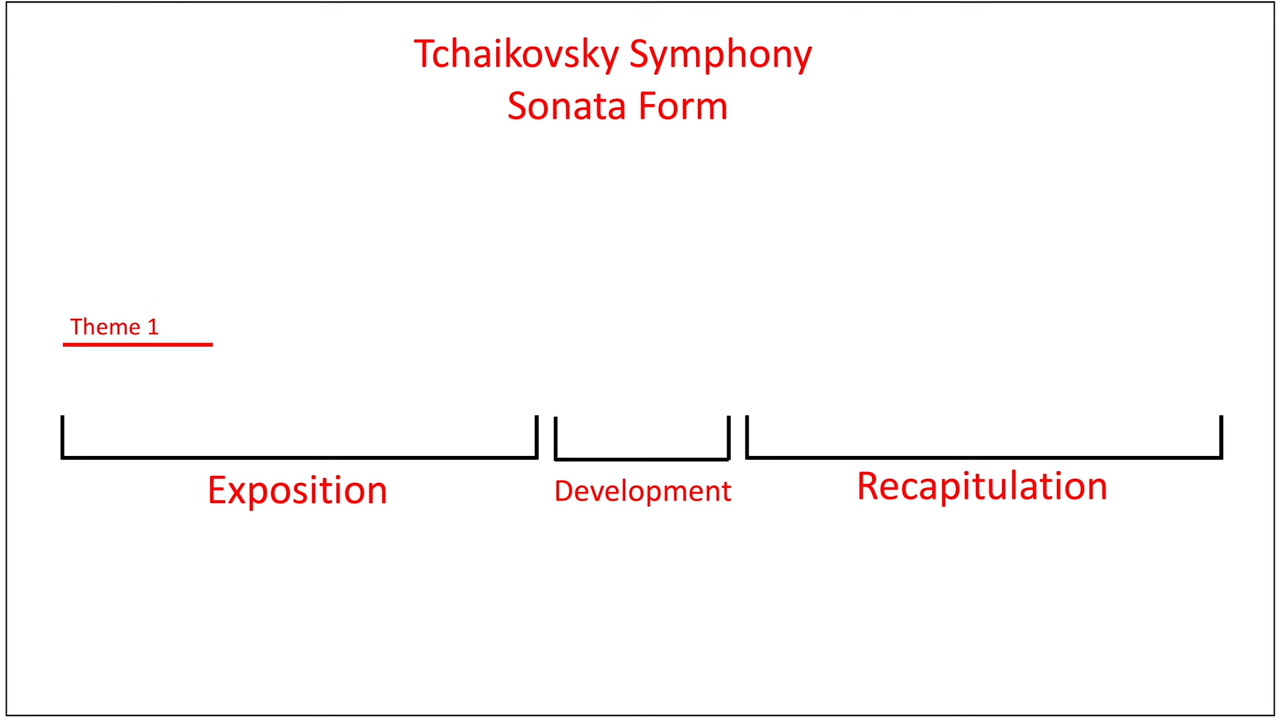 Tchaikovsky Symphony
Sonata Form
Theme 1
Exposition
Development
Recapitulation